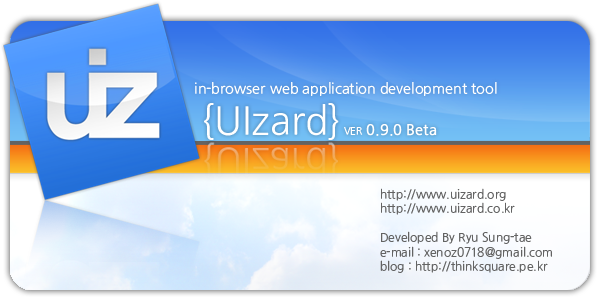 uiz
in-browser web application development tool
{UIzard} VER 0.9.0 Beta
http://www.uizard.org
http://www.uizard.co.kr
Developed By Ryu Sung-tae
e-mail : xenoz0718@gmail.com
blog : http://thinksquare.pe.kr